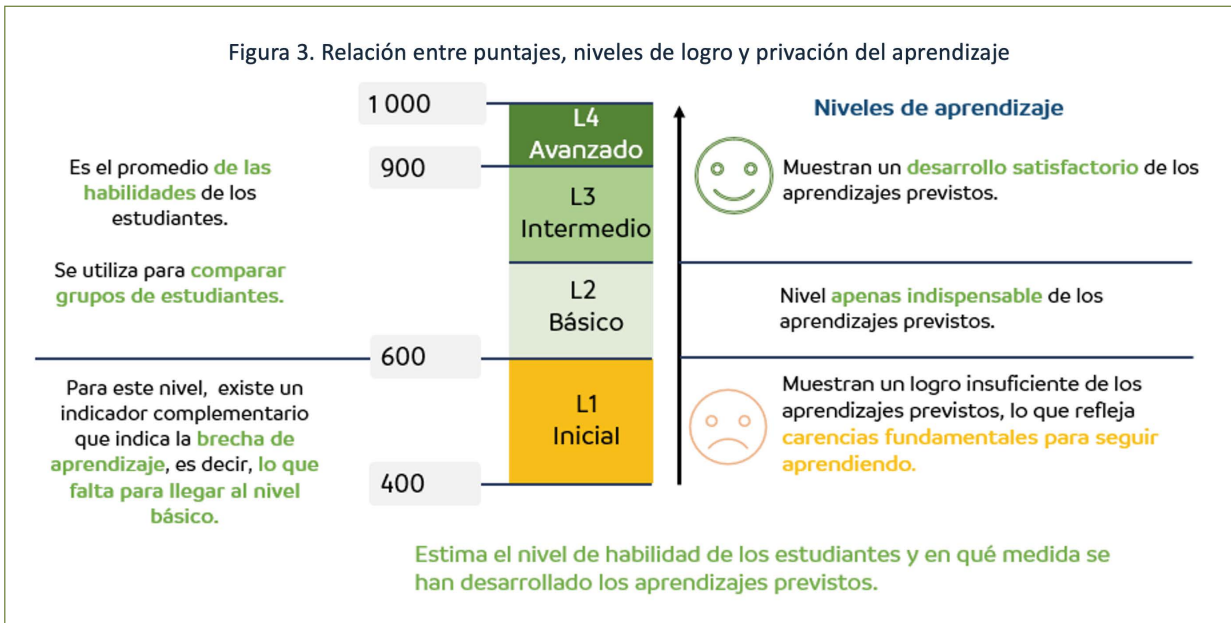 Figura 3. Relación entre puntajes, niveles de logro y privación del aprendizaje
Es el promedio de las
habilidades de los
estudiantes.
Se utiliza para comparar
grupos de estudiantes.
Para este nivel, existe un
indicador complementario
que indica la brecha de
aprendizaje, es decir, lo que
falta para llegar al nivel
básico.
1 000
900
600
400
L4
Avanzado
L3
Intermedio
L2
Básico
L1
Inicial
Niveles de aprendizaje
Muestran un desarrollo satisfactorio de los
aprendizajes previstos.
Nivel apenas indispensable de los
aprendizajes previstos.
Muestran un logro insuficiente de los
aprendizajes previstos, lo que refleja
carencias fundamentales para seguir
aprendiendo.
Estima el nivel de habilidad de los estudiantes y en qué medida se
han desarrollado los aprendizajes previstos.